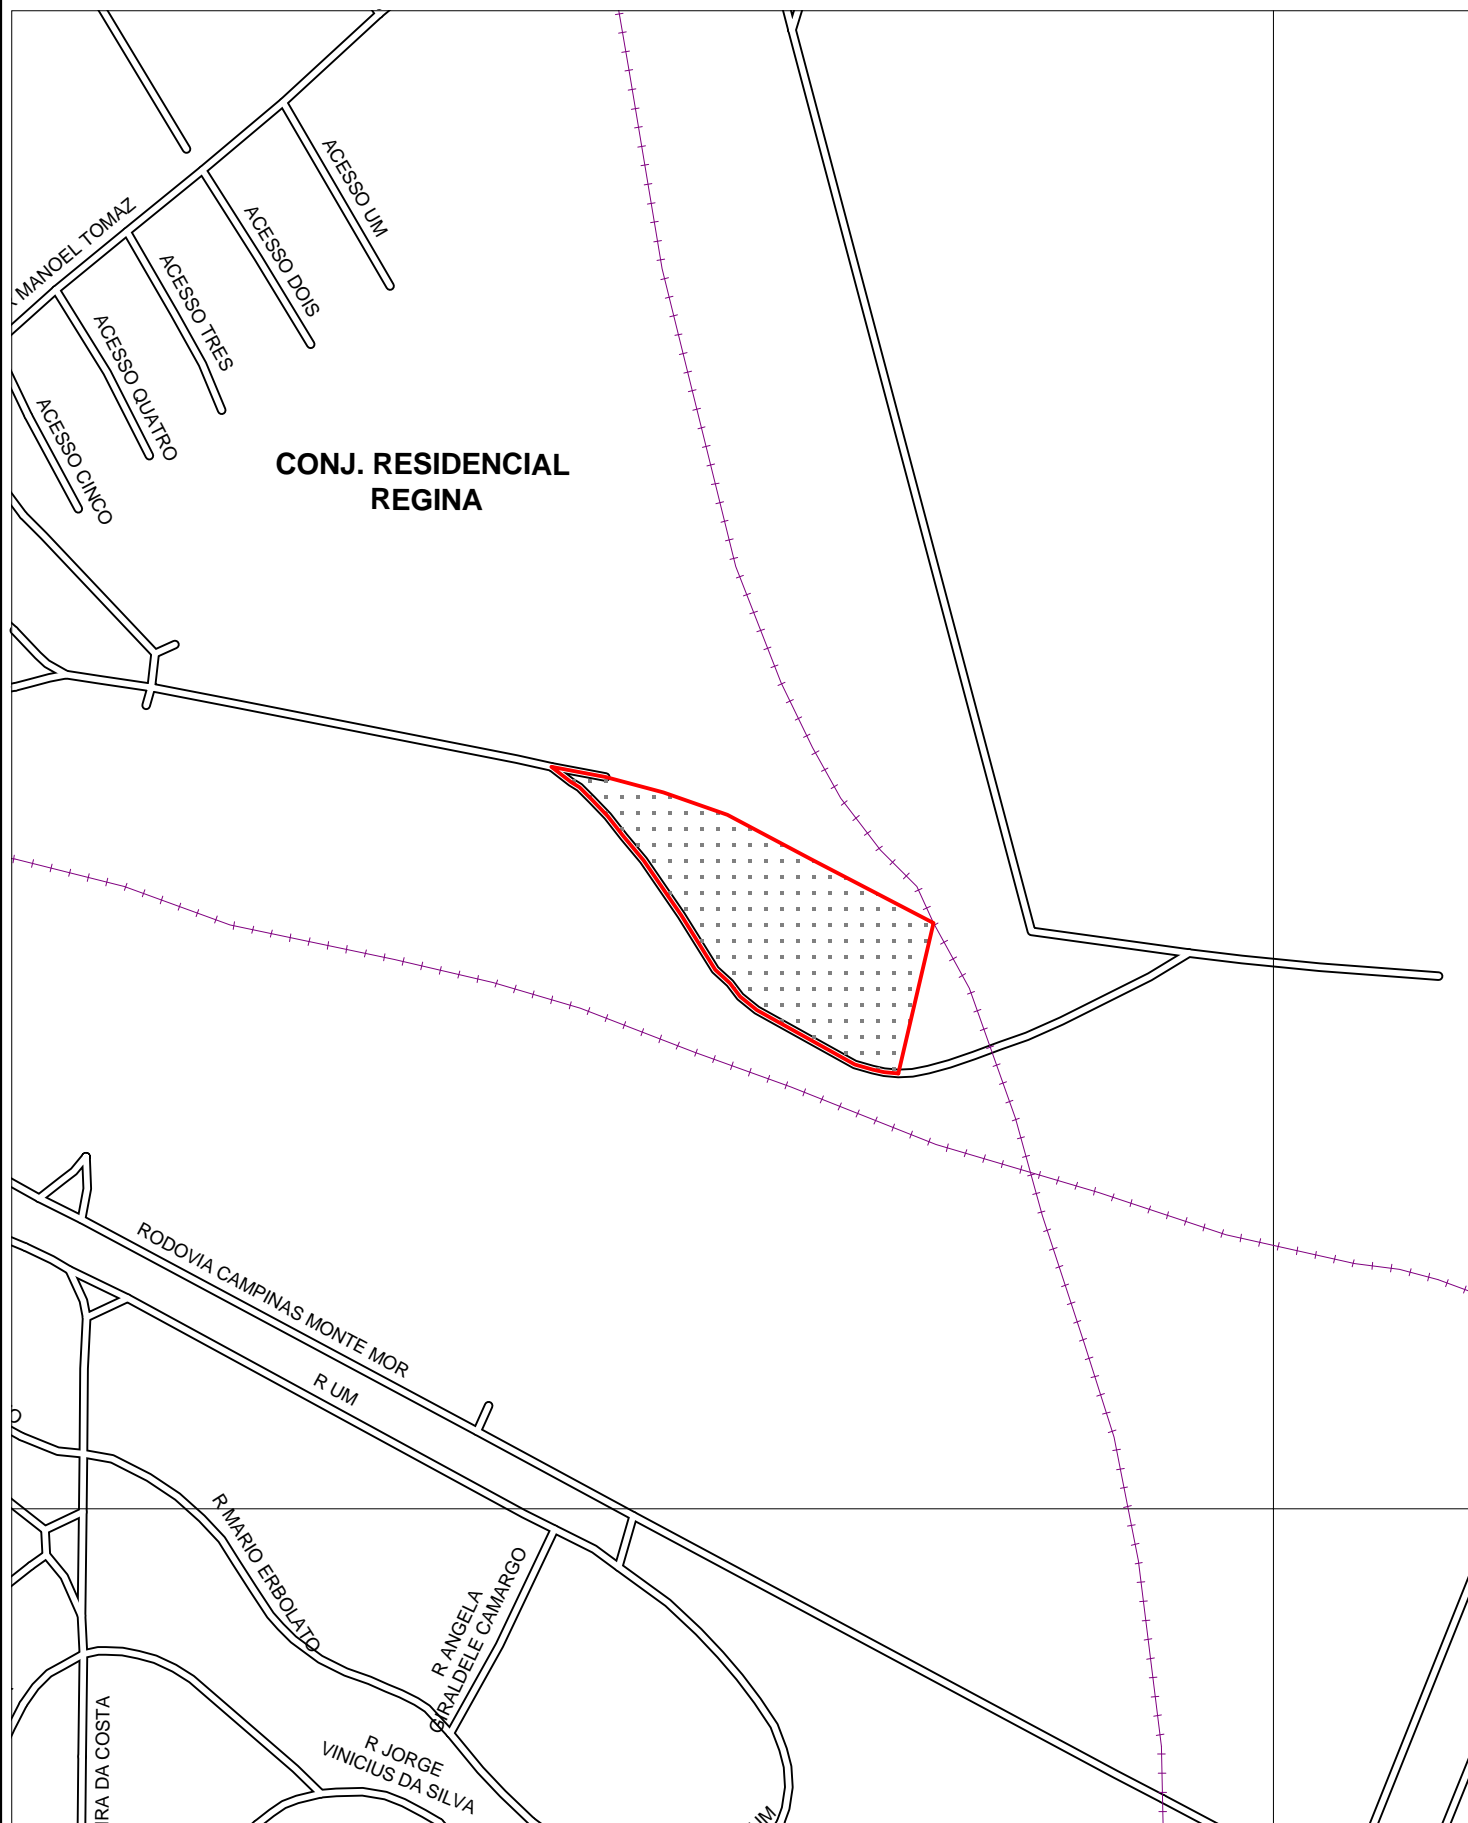 ACESSO UM
MANOEL TOMAZ
ACESSO DOIS
ACESSO TRES
ACESSO QUATRO
ACESSO CINCO
CONJ. RESIDENCIAL
REGINA
RODOVIA CAMPINAS MONTE MOR
R UM
R MARIO ERBOLATO
R ANGELA
GIRALDELE CAMARGO
IRA DA COSTA
R JORGE
VINICIUS DA SILVA
UM